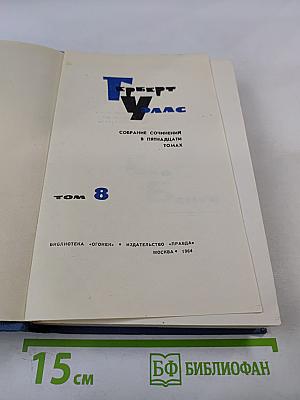 Герберт
Уэллс
СОБРАНИЕ СОЧИНЕНИЙ
В ПЯТНАДЦАТИ
ТОМАХ
ТОМ 8
БИБЛИОТЕКА «ОГОНЕК» • ИЗДАТЕЛЬСТВО «ПРАВДА»
МОСКВА • 1964
15 см
БФ БИБЛИОФАН